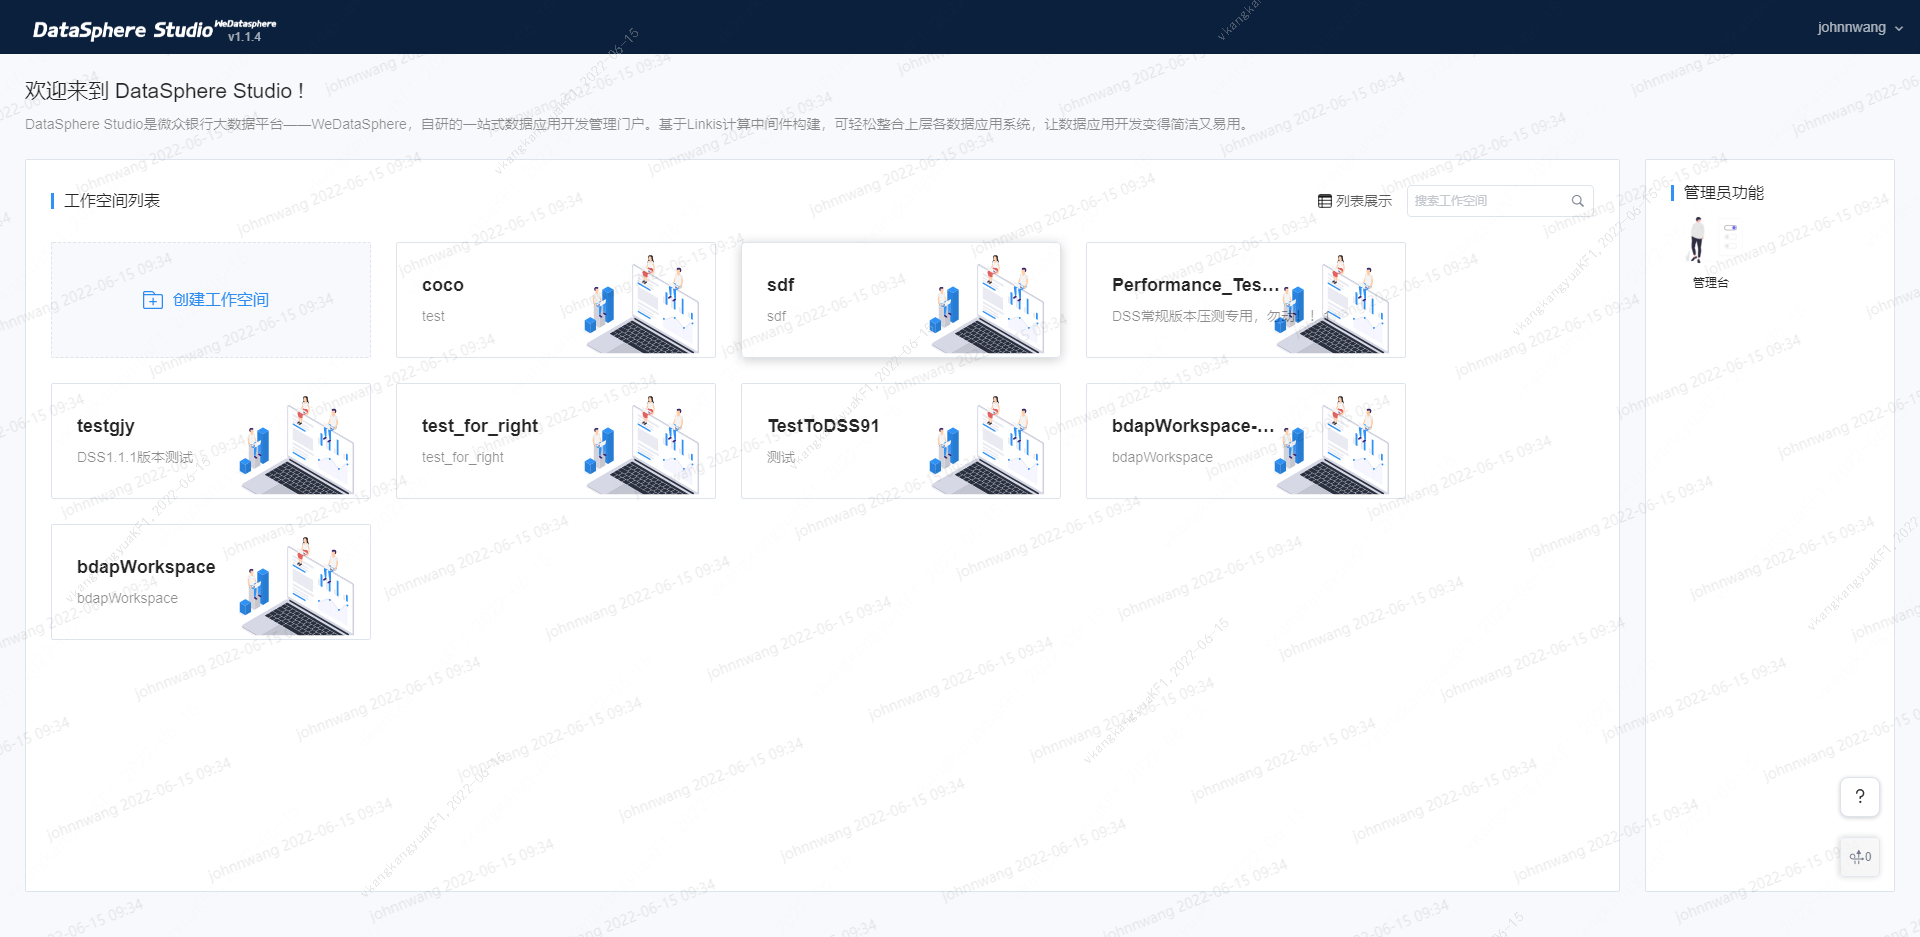 DataSphere Studio WeDatasphere
v1.1.4
johnnwang
欢迎来到 DataSphere Studio !
DataSphere Studio是微众银行大数据平台——WeDataSphere，自研的一站式数据应用开发管理门户。基于Linkis计算中间件构建，可轻松整合上层各数据应用系统，让数据应用开发变得简洁又易用。
工作空间列表
列表展示
搜索工作空间
管理员功能
管理台
创建工作空间
coco
test
sdf
sdf
Performance_Tes...
DSS常规版本压测专用，勿动！！
testgjy
DSS1.1.1版本测试
test_for_right
test_for_right
TestToDSS91
测试
bdapWorkspace-...
bdapWorkspace
bdapWorkspace
bdapWorkspace
?
0
johnnwang 2022-06-15 09:34
vkangkangyuaKF1, 2022-06-15